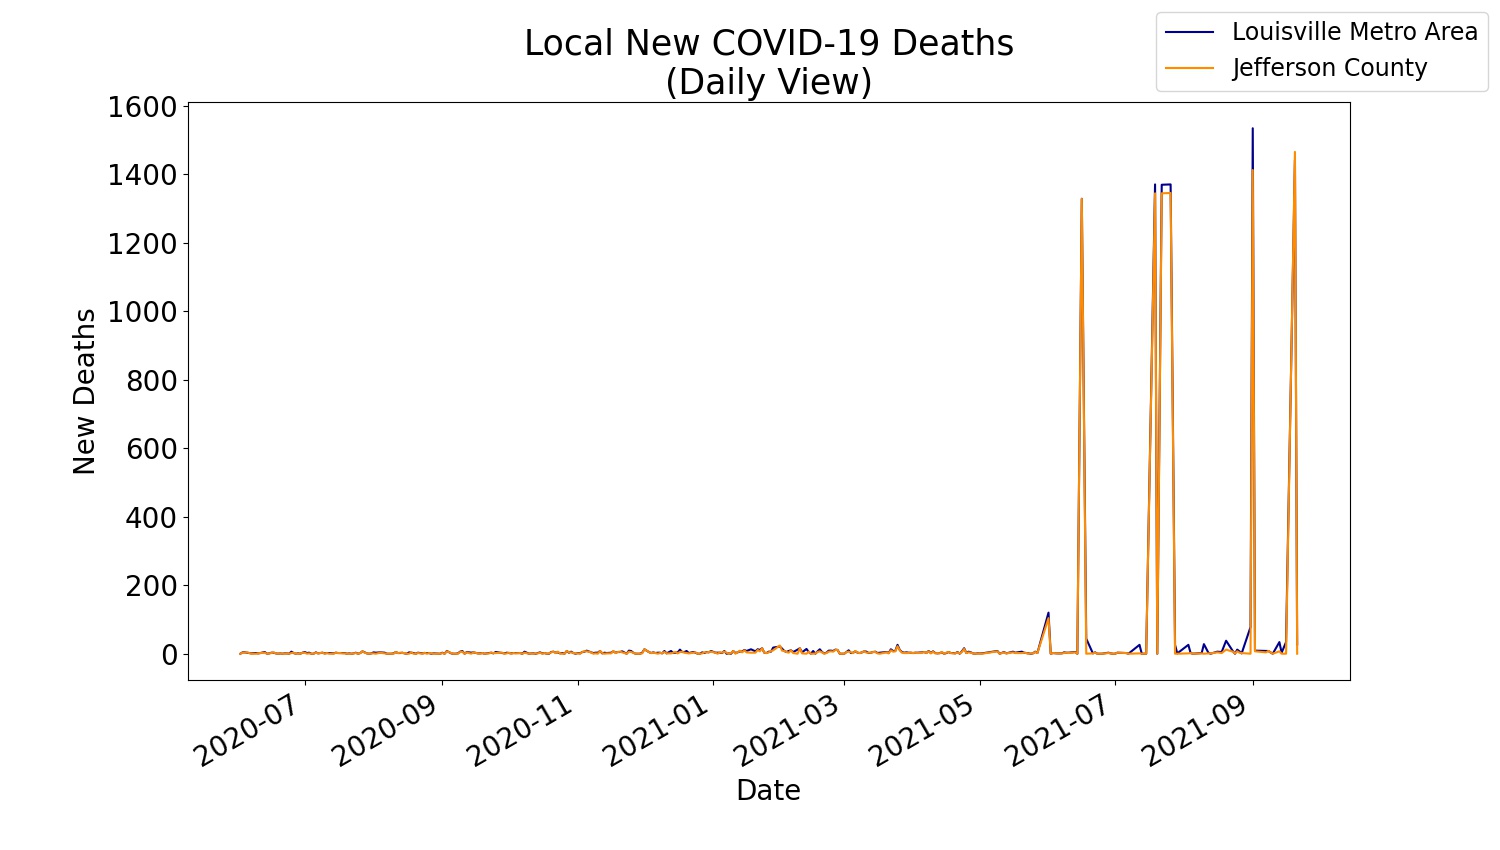 Local New COVID-19 Deaths
(Daily View)
Louisville Metro Area
Jefferson County
1600
1400
1200
1000
800
600
400
200
0
New Deaths
2020-07
2020-09
2020-11
2021-01
2021-03
2021-05
2021-07
2021-09
Date